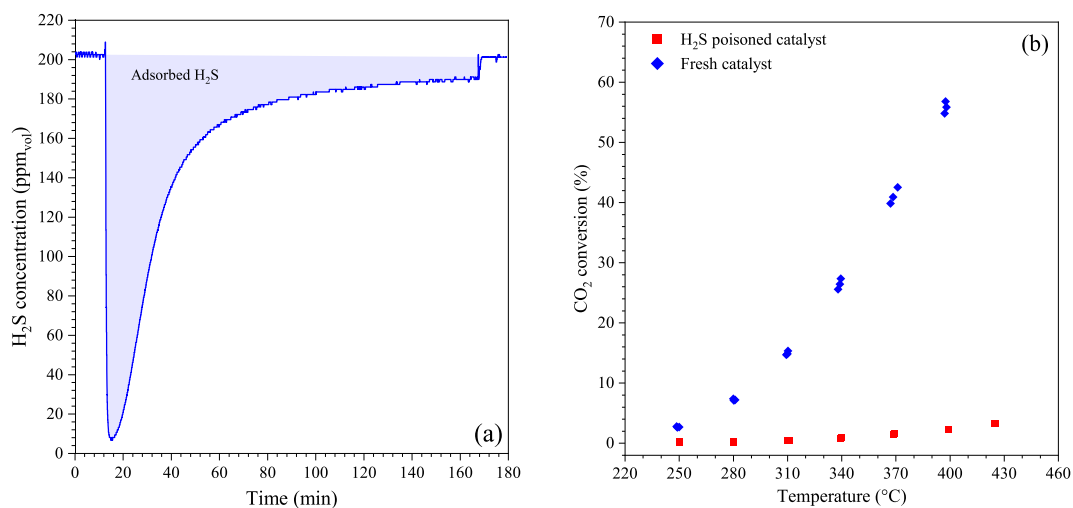 220
200
180
160
140
120
100
80
60
40
20
0
0 20 40 60 80 100 120 140 160 180
H₂S concentration (ppm_vol)
Time (min)
Adsorbed H₂S
(a)
70
60
50
40
30
20
10
0
220 250 280 310 340 370 400 430 460
CO₂ conversion (%)
Temperature (°C)
H₂S poisoned catalyst
Fresh catalyst
(b)